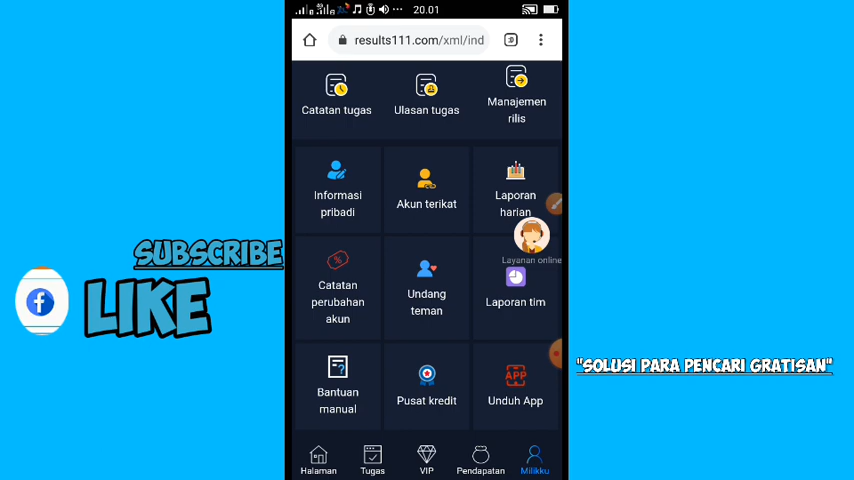 20.01
results111.com/xml/ind
Catatan tugas
Ulasan tugas
Manajemen
rilis
Informasi
pribadi
Akun terikat
Laporan
harian
Layanan online
Catatan
perubahan
akun
Undang
teman
Laporan tim
Bantuan
manual
Pusat kredit
APP
Unduh App
Halaman
Tugas
VIP
Pendapatan
Milikku
SUBSCRIBE
LIKE
"SOLUSI PARA PENCARI GRATISAN"